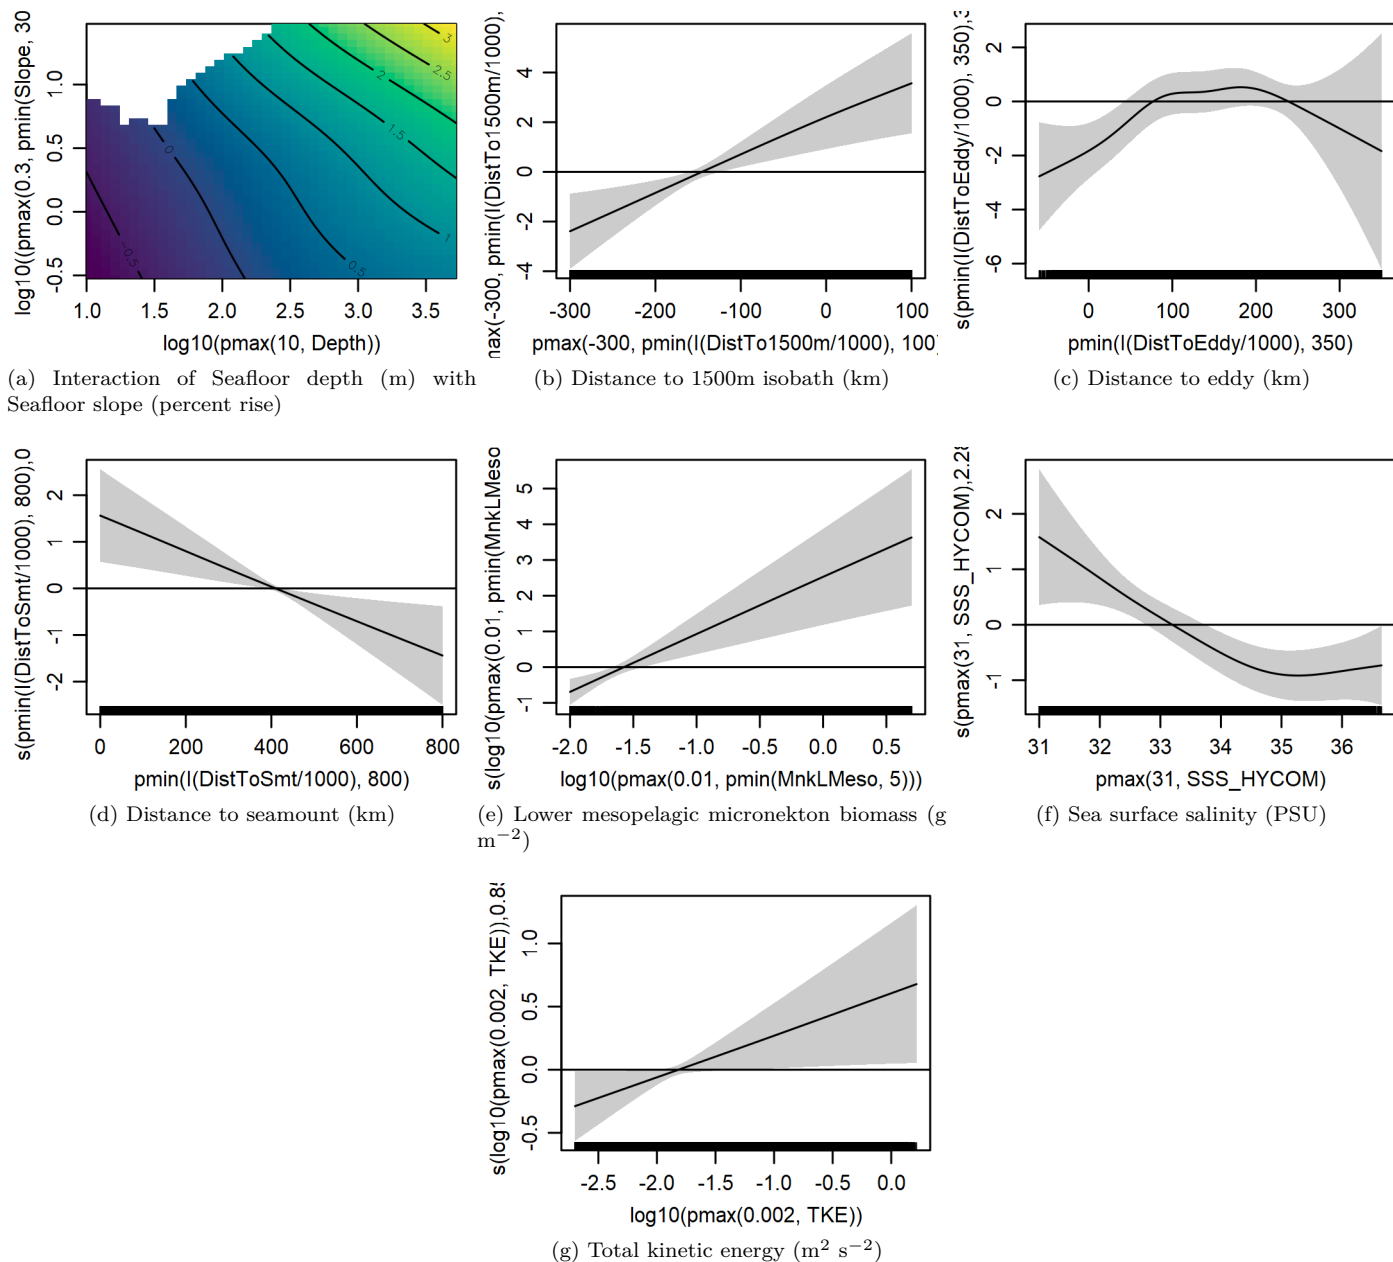 log10((pmax(0.3, pmin(Slope, 30
1.0
0.5
0.0
-0.5
3
2.5
2
1.5
1
0.5
0
-0.5
1.0 1.5 2.0 2.5 3.0 3.5
log10(pmax(10, Depth))
(a) Interaction of Seafloor depth (m) with
Seafloor slope (percent rise)
nax(-300, pmin(I(DistTo1500m/1000),
4
2
0
-2
-4
-300 -200 -100 0 100
pmax(-300, pmin(I(DistTo1500m/1000), 100)
(b) Distance to 1500m isobath (km)
s(pmin(I(DistToEddy/1000), 350),3
2
0
-2
-4
-6
0 100 200 300
pmin(I(DistToEddy/1000), 350)
(c) Distance to eddy (km)
s(pmin(I(DistToSmt/1000), 800),0
2
1
0
-1
-2
0 200 400 600 800
pmin(I(DistToSmt/1000), 800)
(d) Distance to seamount (km)
s(log10(pmax(0.01, pmin(MnkLMeso
5
4
3
2
1
0
-1
-2.0 -1.5 -1.0 -0.5 0.0 0.5
log10(pmax(0.01, pmin(MnkLMeso, 5)))
(e) Lower mesopelagic micronekton biomass (g
m⁻²)
s(pmax(31, SSS_HYCOM),2.28
2
1
0
-1
31 32 33 34 35 36
pmax(31, SSS_HYCOM)
(f) Sea surface salinity (PSU)
s(log10(pmax(0.002, TKE)),0.85
1.0
0.5
0.0
-0.5
-2.5 -2.0 -1.5 -1.0 -0.5 0.0
log10(pmax(0.002, TKE))
(g) Total kinetic energy (m² s⁻²)